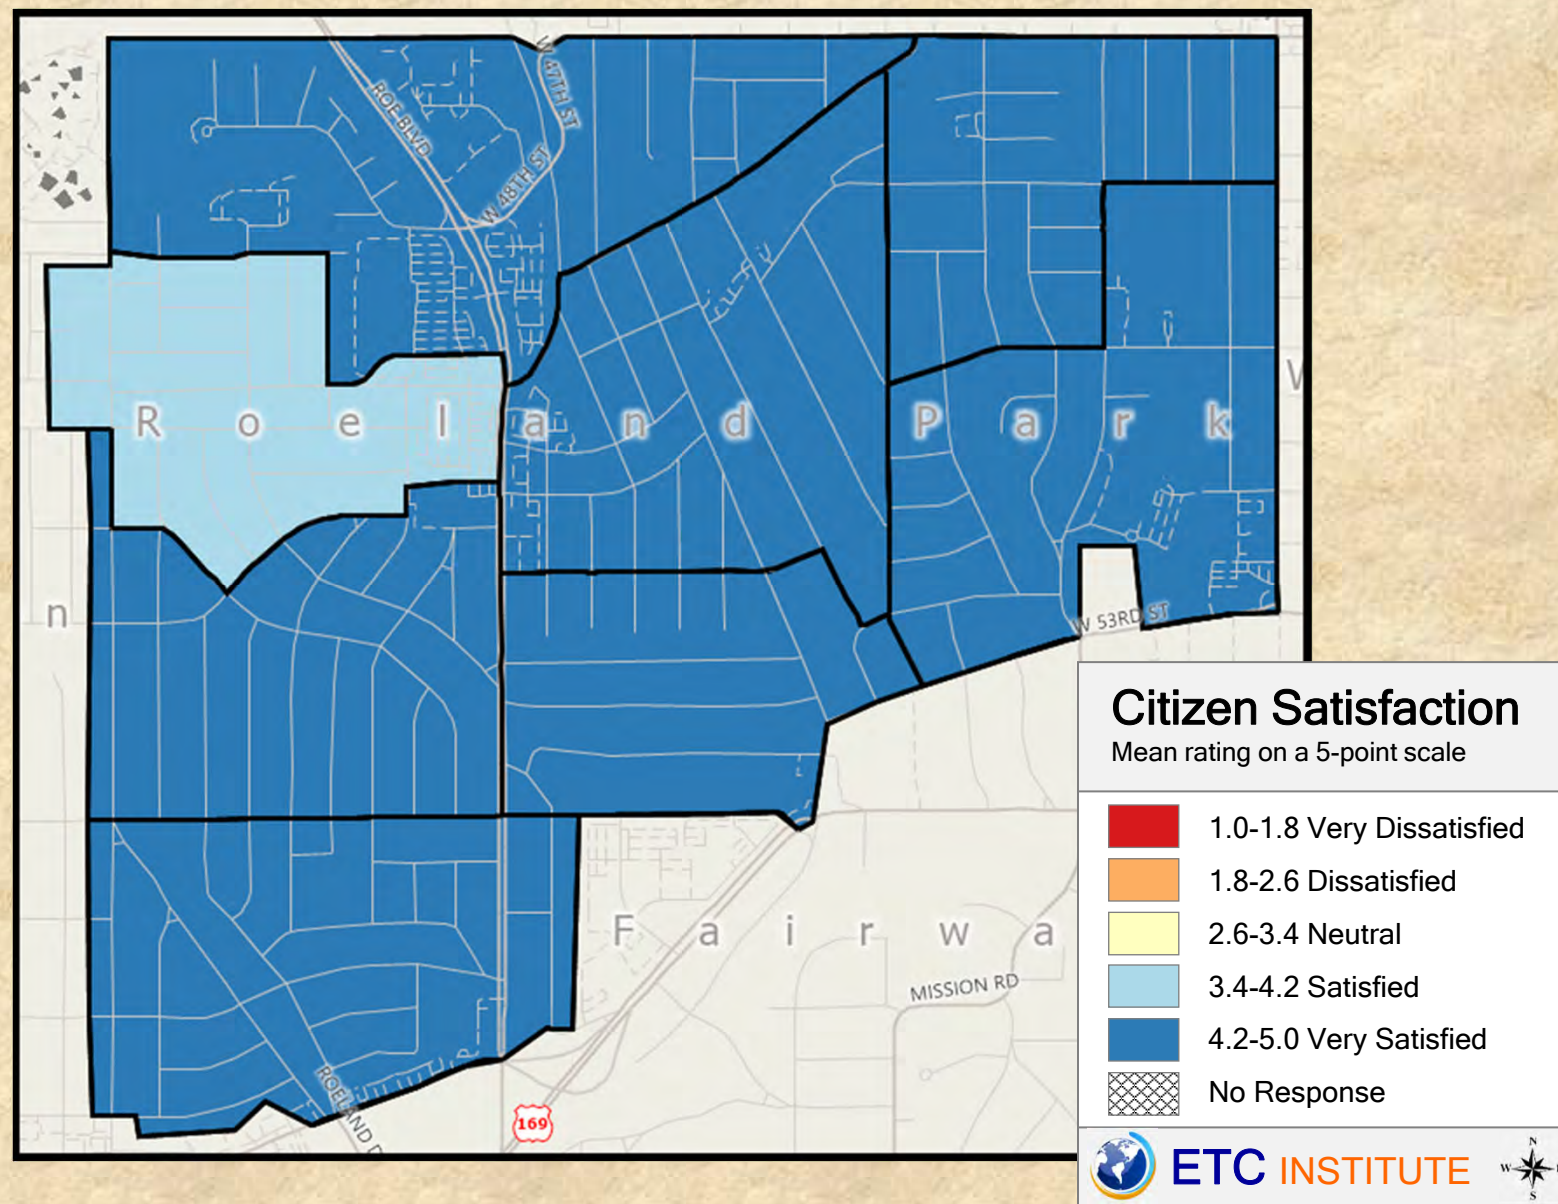 W 47TH ST
ROE BLVD
W 48TH ST
R o e l a n d P a r k
W
n
W 53RD ST
Citizen Satisfaction
Mean rating on a 5-point scale
1.0-1.8 Very Dissatisfied
1.8-2.6 Dissatisfied
2.6-3.4 Neutral
3.4-4.2 Satisfied
4.2-5.0 Very Satisfied
No Response
F a i r w a
MISSION RD
ROELAND D
169
ETC INSTITUTE
N
W
S